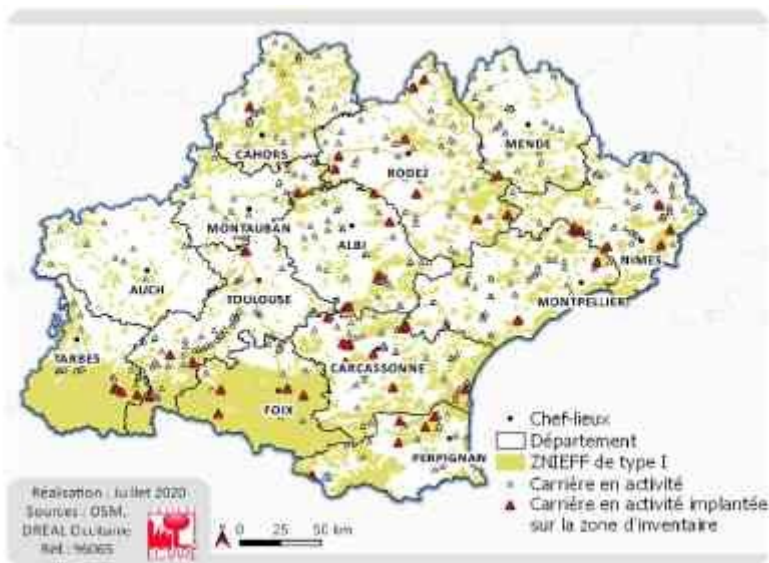 CAHORS
MENDE
RODEZ
MONTAUBAN
ALBI
NIMES
AUCH
TOULOUSE
MONTPELLIER
TARBES
CARCASSONNE
FOIX
PERPIGNAN
Chef-lieux
Département
ZNIEFF de type I
Carrière en activité
Carrière en activité implantée
sur la zone d'inventaire
Réalisation : Juillet 2020
Sources : OSM,
DREAL Occitanie
Réf. : 96065
0 25 50 km